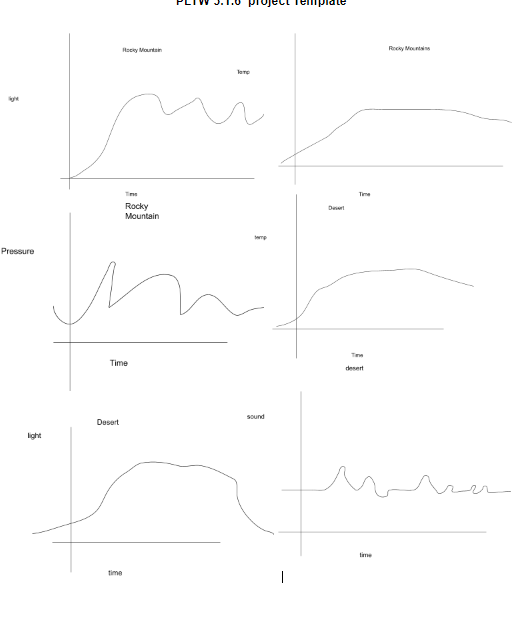 PLTW 5.1.6 project Template
Rocky Mountain
Rocky Mountains
Temp
light
Time
Time
Rocky
Mountain
Desert
temp
Pressure
Time
Time
desert
sound
Desert
light
time
time